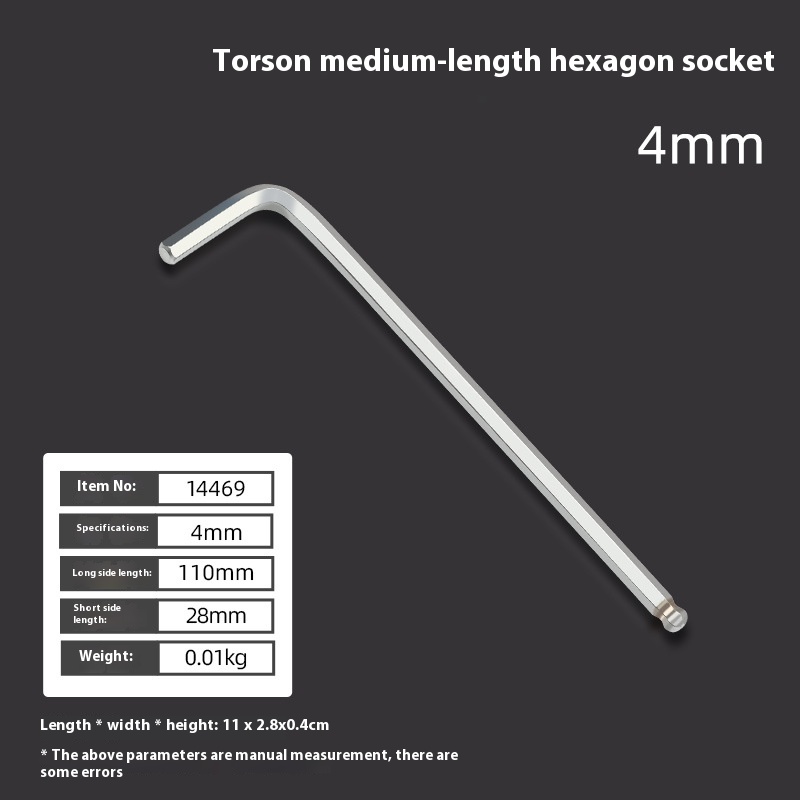 Torson medium-length hexagon socket
4mm
Item No: 14469
Specifications: 4mm
Long side length: 110mm
Short side
length: 28mm
Weight: 0.01kg
Length * width * height: 11 x 2.8x0.4cm
* The above parameters are manual measurement, there are
some errors